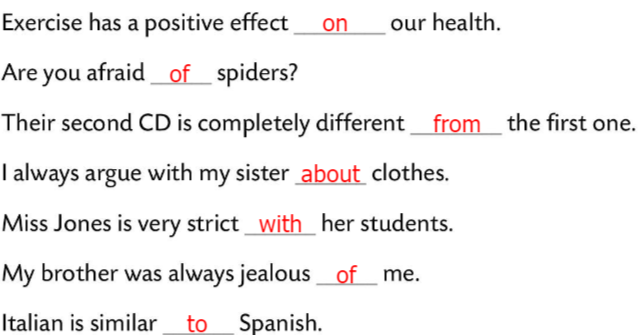 Exercise has a positive effect on our health.
Are you afraid of spiders?
Their second CD is completely different from the first one.
I always argue with my sister about clothes.
Miss Jones is very strict with her students.
My brother was always jealous of me.
Italian is similar to Spanish.